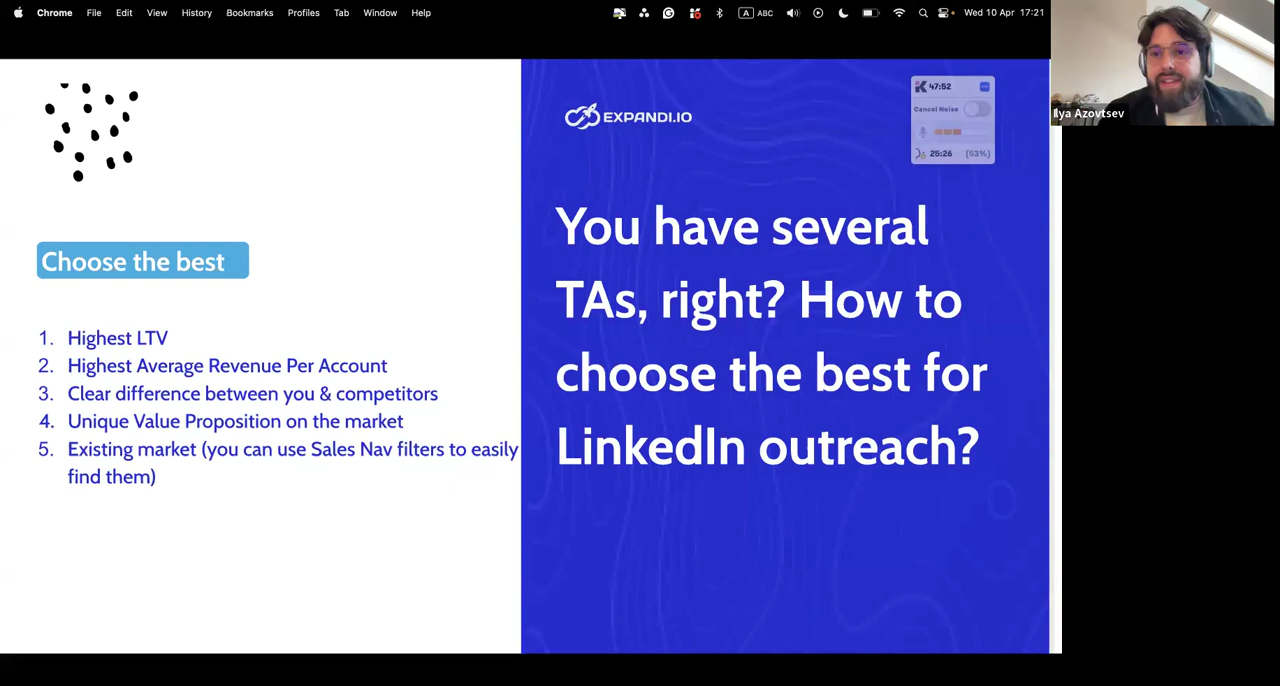 Chrome File Edit View History Bookmarks Profiles Tab Window Help
A ABC
Wed 10 Apr 17:21
Ilya Azovtsev
EXPANDI.IO
47:52
Cancel Noise
25:26 (53%)
Choose the best
1. Highest LTV
2. Highest Average Revenue Per Account
3. Clear difference between you & competitors
4. Unique Value Proposition on the market
5. Existing market (you can use Sales Nav filters to easily
find them)
You have several
TAs, right? How to
choose the best for
LinkedIn outreach?